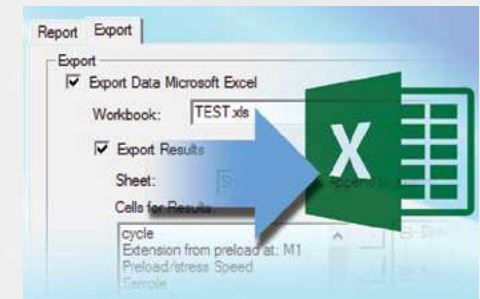 Report Export
Export
Export Data Microsoft Excel
Workbook: TEST.xls
Export Results
Sheet:
Cells for Results
cycle
Extension from preload at: M1
Preload/stress Speed
Sample
X